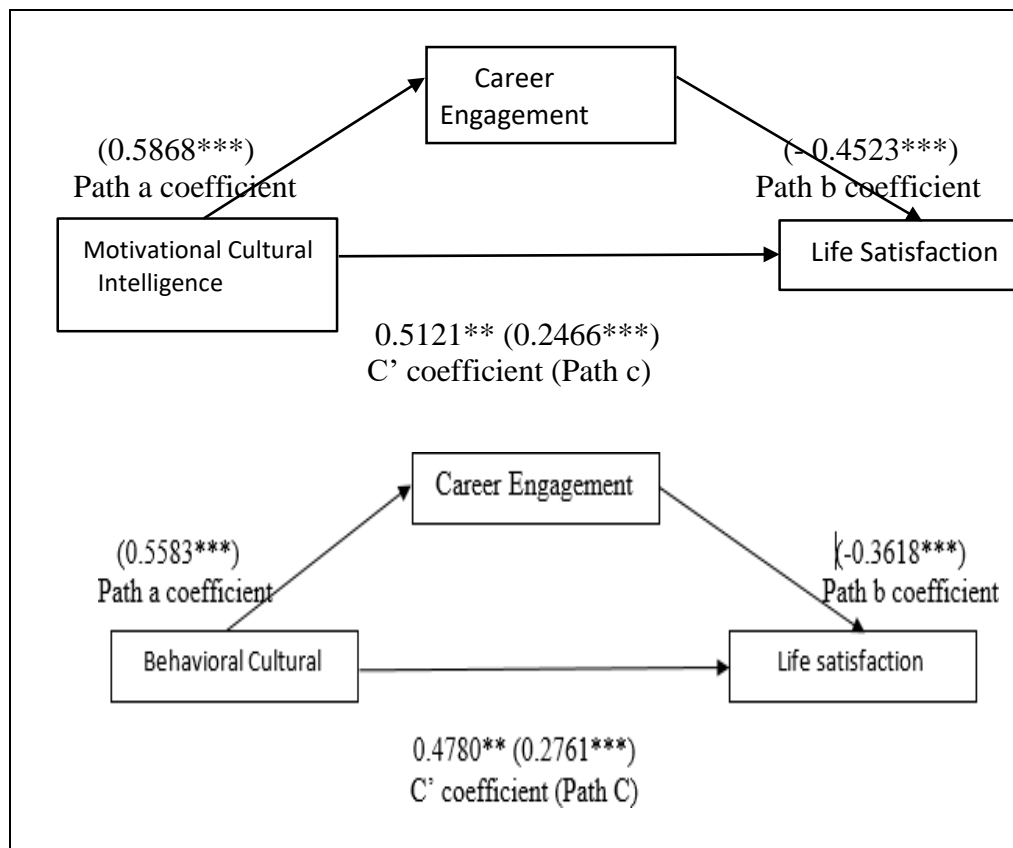 Career
Engagement
(0.5868***)
Path a coefficient
(- 0.4523***)
Path b coefficient
Motivational Cultural
Intelligence
Life Satisfaction
0.5121** (0.2466***)
C’ coefficient (Path c)
Career Engagement
(0.5583***)
Path a coefficient
(-0.3618***)
Path b coefficient
Behavioral Cultural
Life satisfaction
0.4780** (0.2761***)
C’ coefficient (Path C)